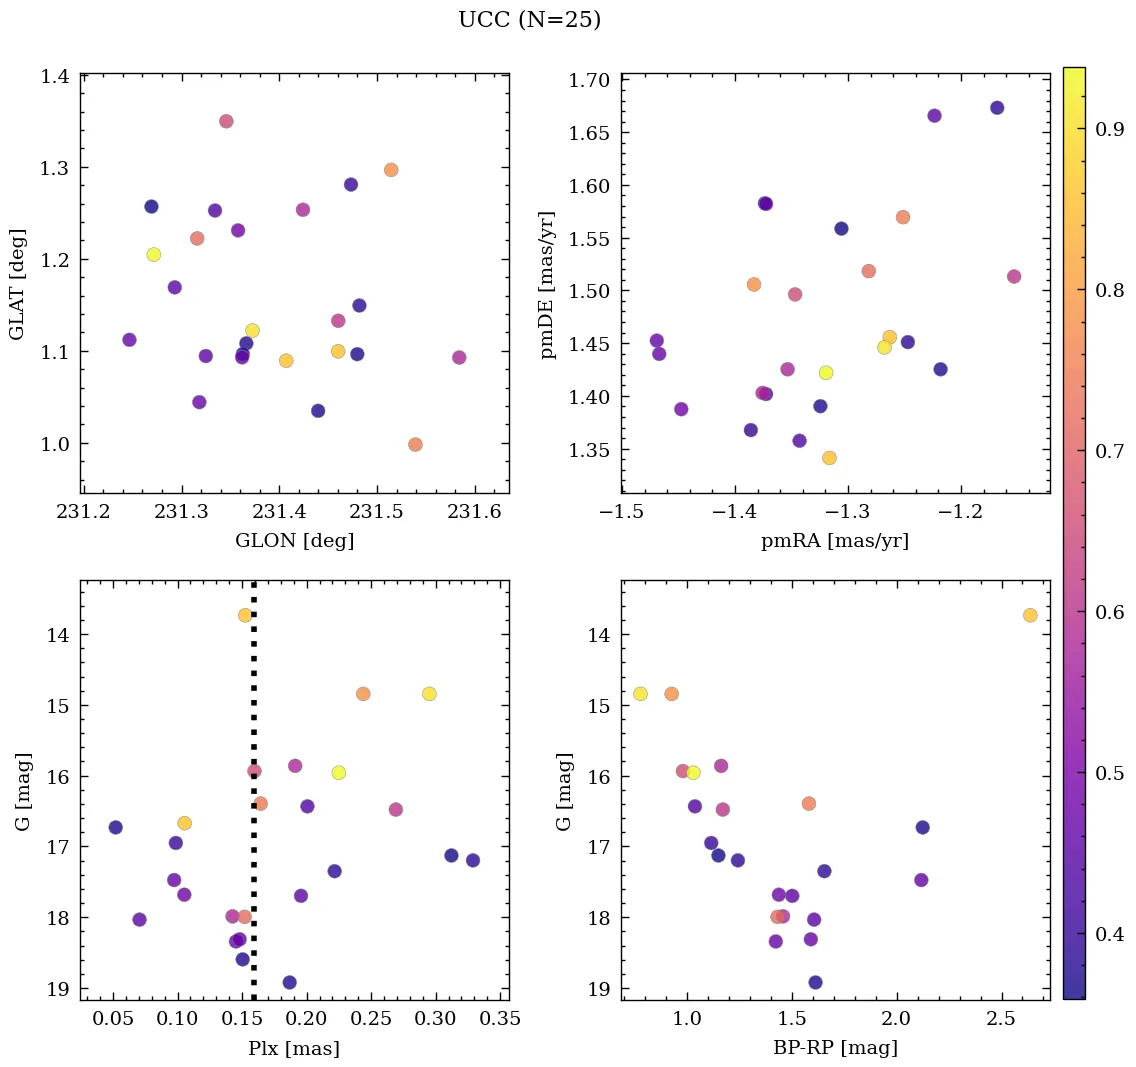 UCC (N=25)
1.4
1.3
1.2
1.1
1.0
GLAT [deg]
231.2 231.3 231.4 231.5 231.6
GLON [deg]
1.70
1.65
1.60
1.55
1.50
1.45
1.40
1.35
pmDE [mas/yr]
−1.5 −1.4 −1.3 −1.2
pmRA [mas/yr]
0.9
0.8
0.7
0.6
0.5
0.4
14
15
16
17
18
19
G [mag]
0.05 0.10 0.15 0.20 0.25 0.30 0.35
Plx [mas]
14
15
16
17
18
19
G [mag]
1.0 1.5 2.0 2.5
BP-RP [mag]